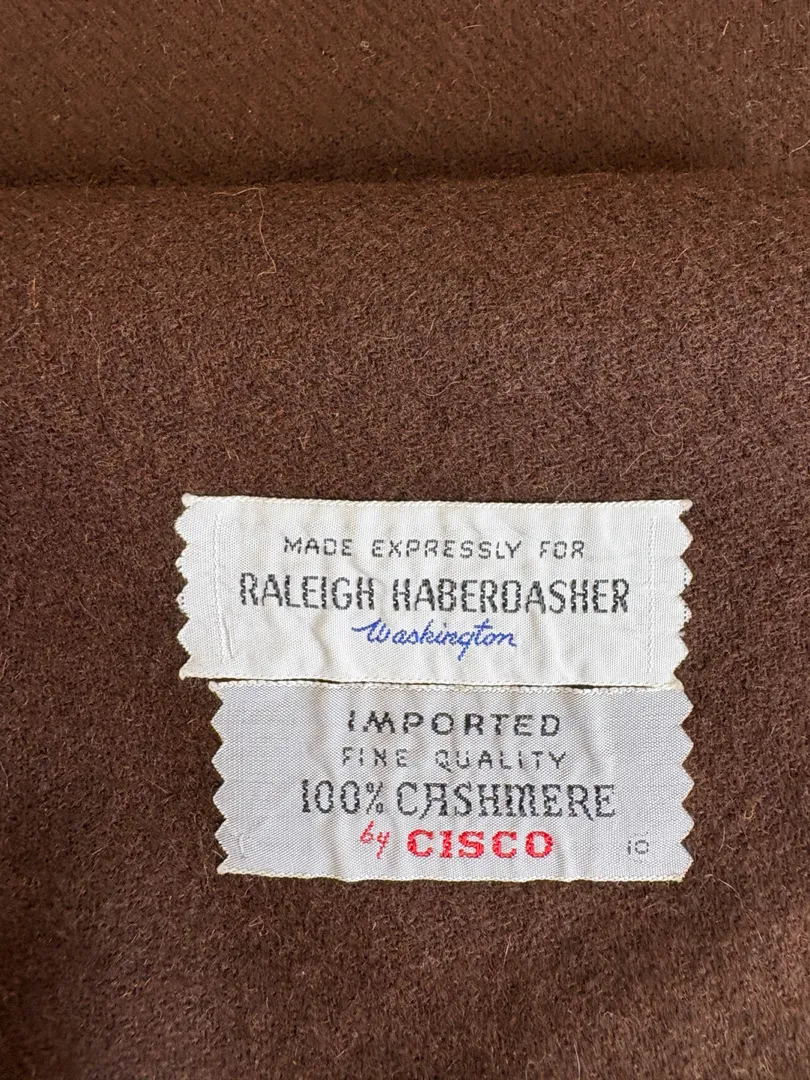 MADE EXPRESSLY FOR
RALEIGH HABERDASHER
Washington
IMPORTED
FINE QUALITY
100% CASHMERE
by CISCO 10